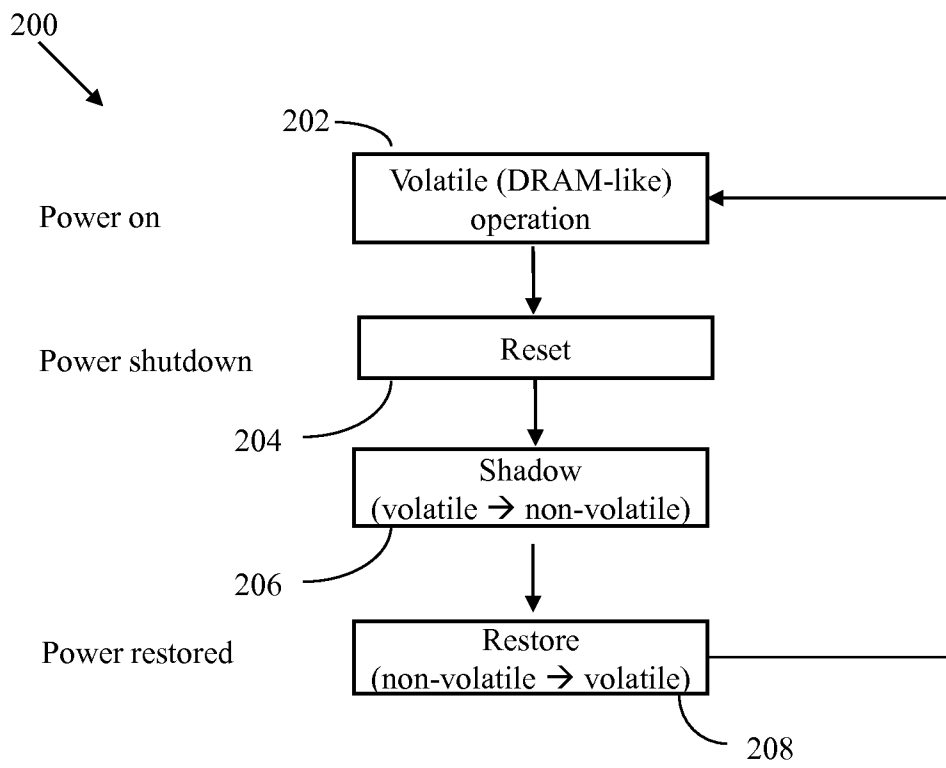 200
202
Volatile (DRAM-like)
operation
Power on
Reset
Power shutdown
204
Shadow
(volatile → non-volatile)
206
Restore
(non-volatile → volatile)
Power restored
208